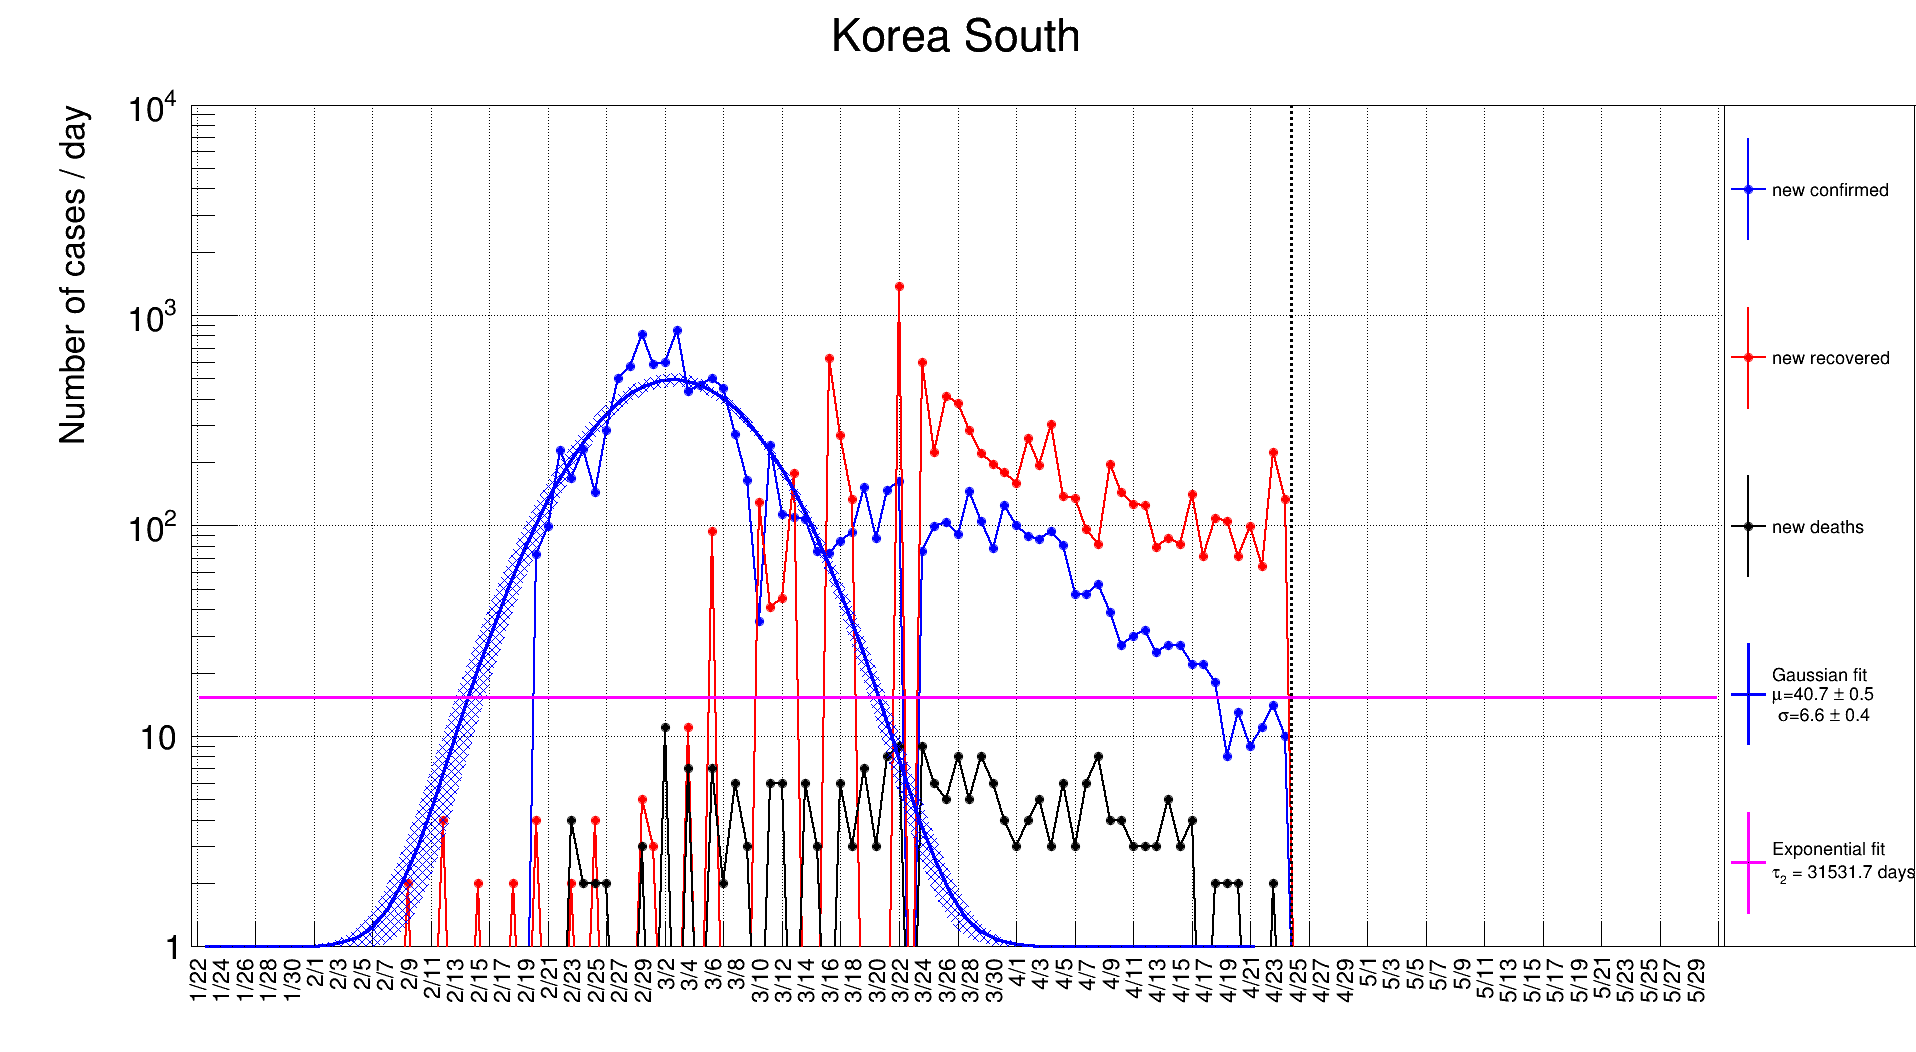 Korea South
Number of cases / day
10⁴
10³
10²
10
1
1/22 1/24 1/26 1/28 1/30 2/1 2/3 2/5 2/7 2/9 2/11 2/13 2/15 2/17 2/19 2/21 2/23 2/25 2/27 2/29 3/2 3/4 3/6 3/8 3/10 3/12 3/14 3/16 3/18 3/20 3/22 3/24 3/26 3/28 3/30 4/1 4/3 4/5 4/7 4/9 4/11 4/13 4/15 4/17 4/19 4/21 4/23 4/25 4/27 4/29 5/1 5/3 5/5 5/7 5/9 5/11 5/13 5/15 5/17 5/19 5/21 5/23 5/25 5/27 5/29
new confirmed
new recovered
new deaths
Gaussian fit
μ=40.7 ± 0.5
σ=6.6 ± 0.4
Exponential fit
τ₂ = 31531.7 days